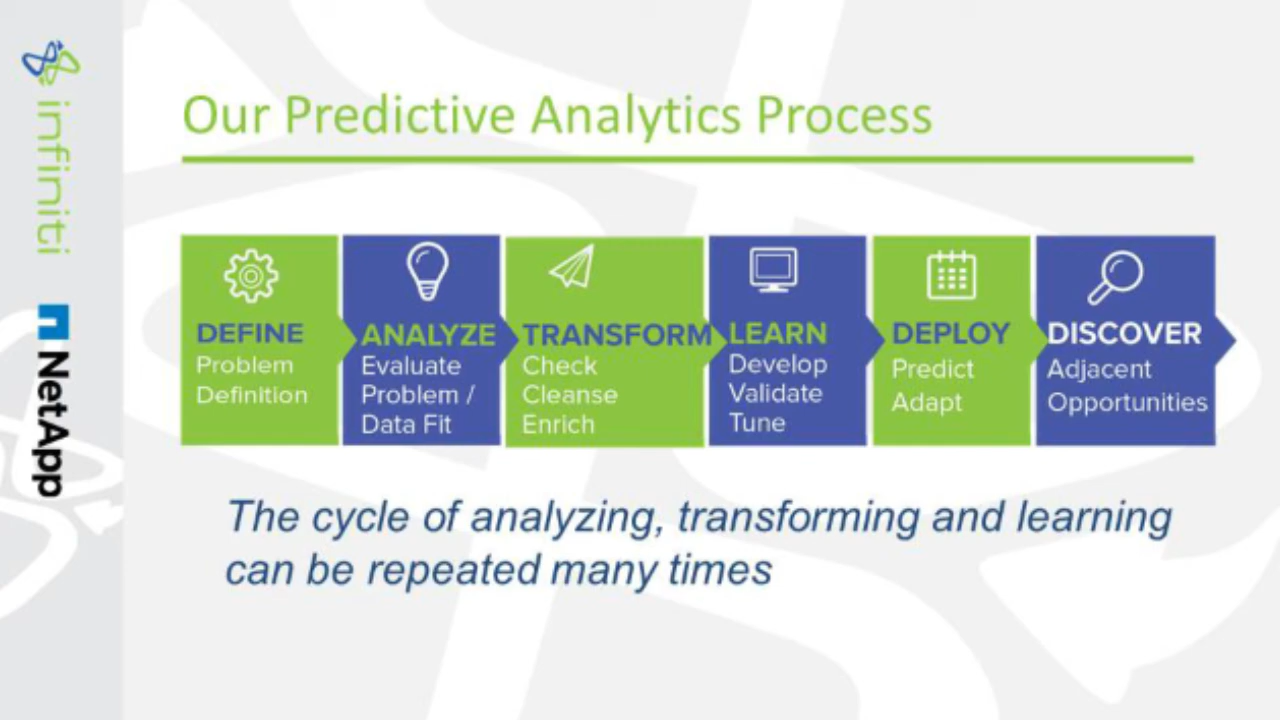 infiniti
NetApp
Our Predictive Analytics Process
DEFINE
Problem
Definition
ANALYZE
Evaluate
Problem /
Data Fit
TRANSFORM
Check
Cleanse
Enrich
LEARN
Develop
Validate
Tune
DEPLOY
Predict
Adapt
DISCOVER
Adjacent
Opportunities
The cycle of analyzing, transforming and learning
can be repeated many times